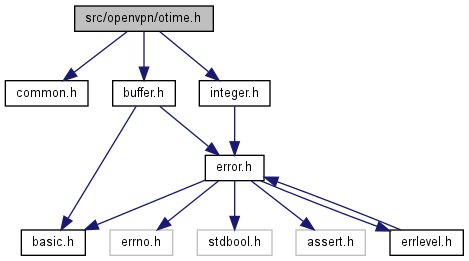 src/openvpn/otime.h
common.h
buffer.h
integer.h
error.h
basic.h
errno.h
stdbool.h
assert.h
errlevel.h